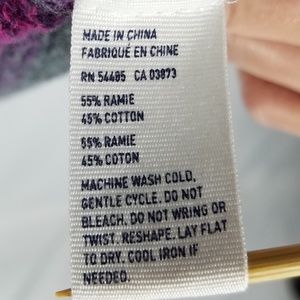 MADE IN CHINA
FABRIQUÉ EN CHINE
RN 54485 CA 03873
55% RAMIE
45% COTTON
55% RAMIE
45% COTON
MACHINE WASH COLD,
GENTLE CYCLE. DO NOT
BLEACH. DO NOT WRING OR
TWIST. RESHAPE. LAY FLAT
TO DRY. COOL IRON IF
NEEDED.